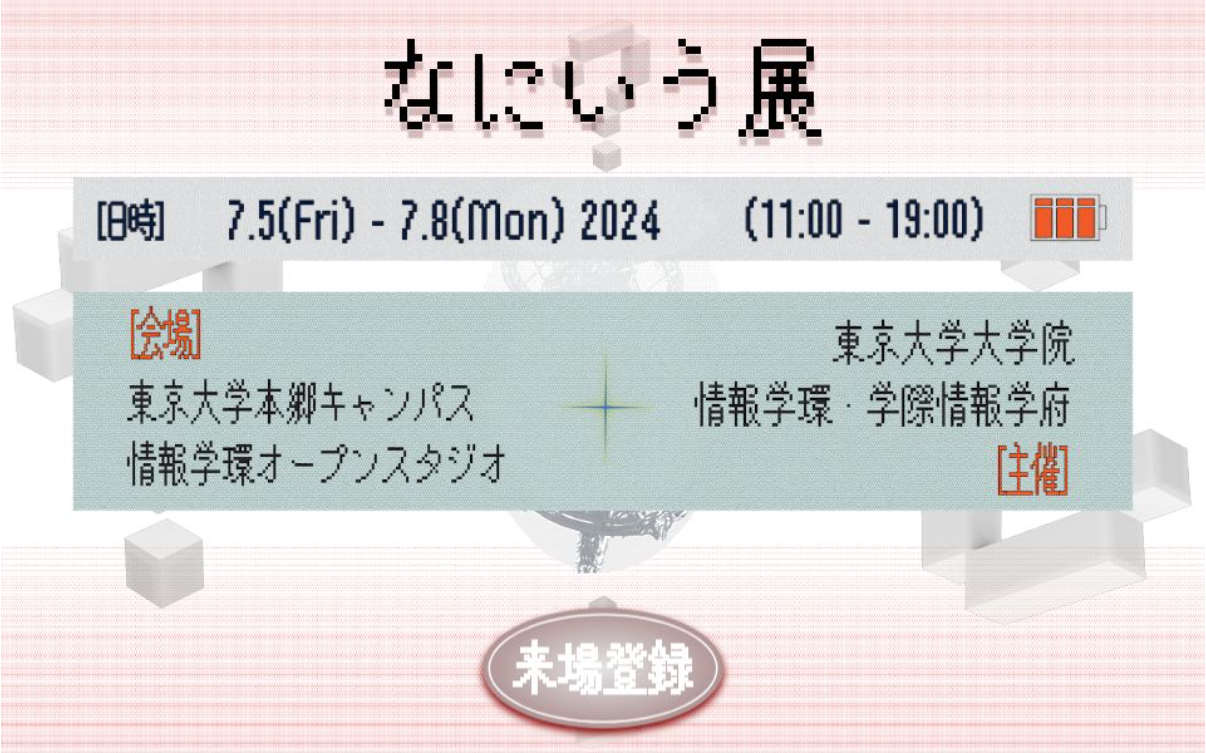 なにいう展
[日時] 7.5(Fri) - 7.8(Mon) 2024 (11:00 - 19:00)
[会場]
東京大学本郷キャンパス
情報学環オープンスタジオ
東京大学大学院
情報学環・学際情報学府
[主催]
来場登録